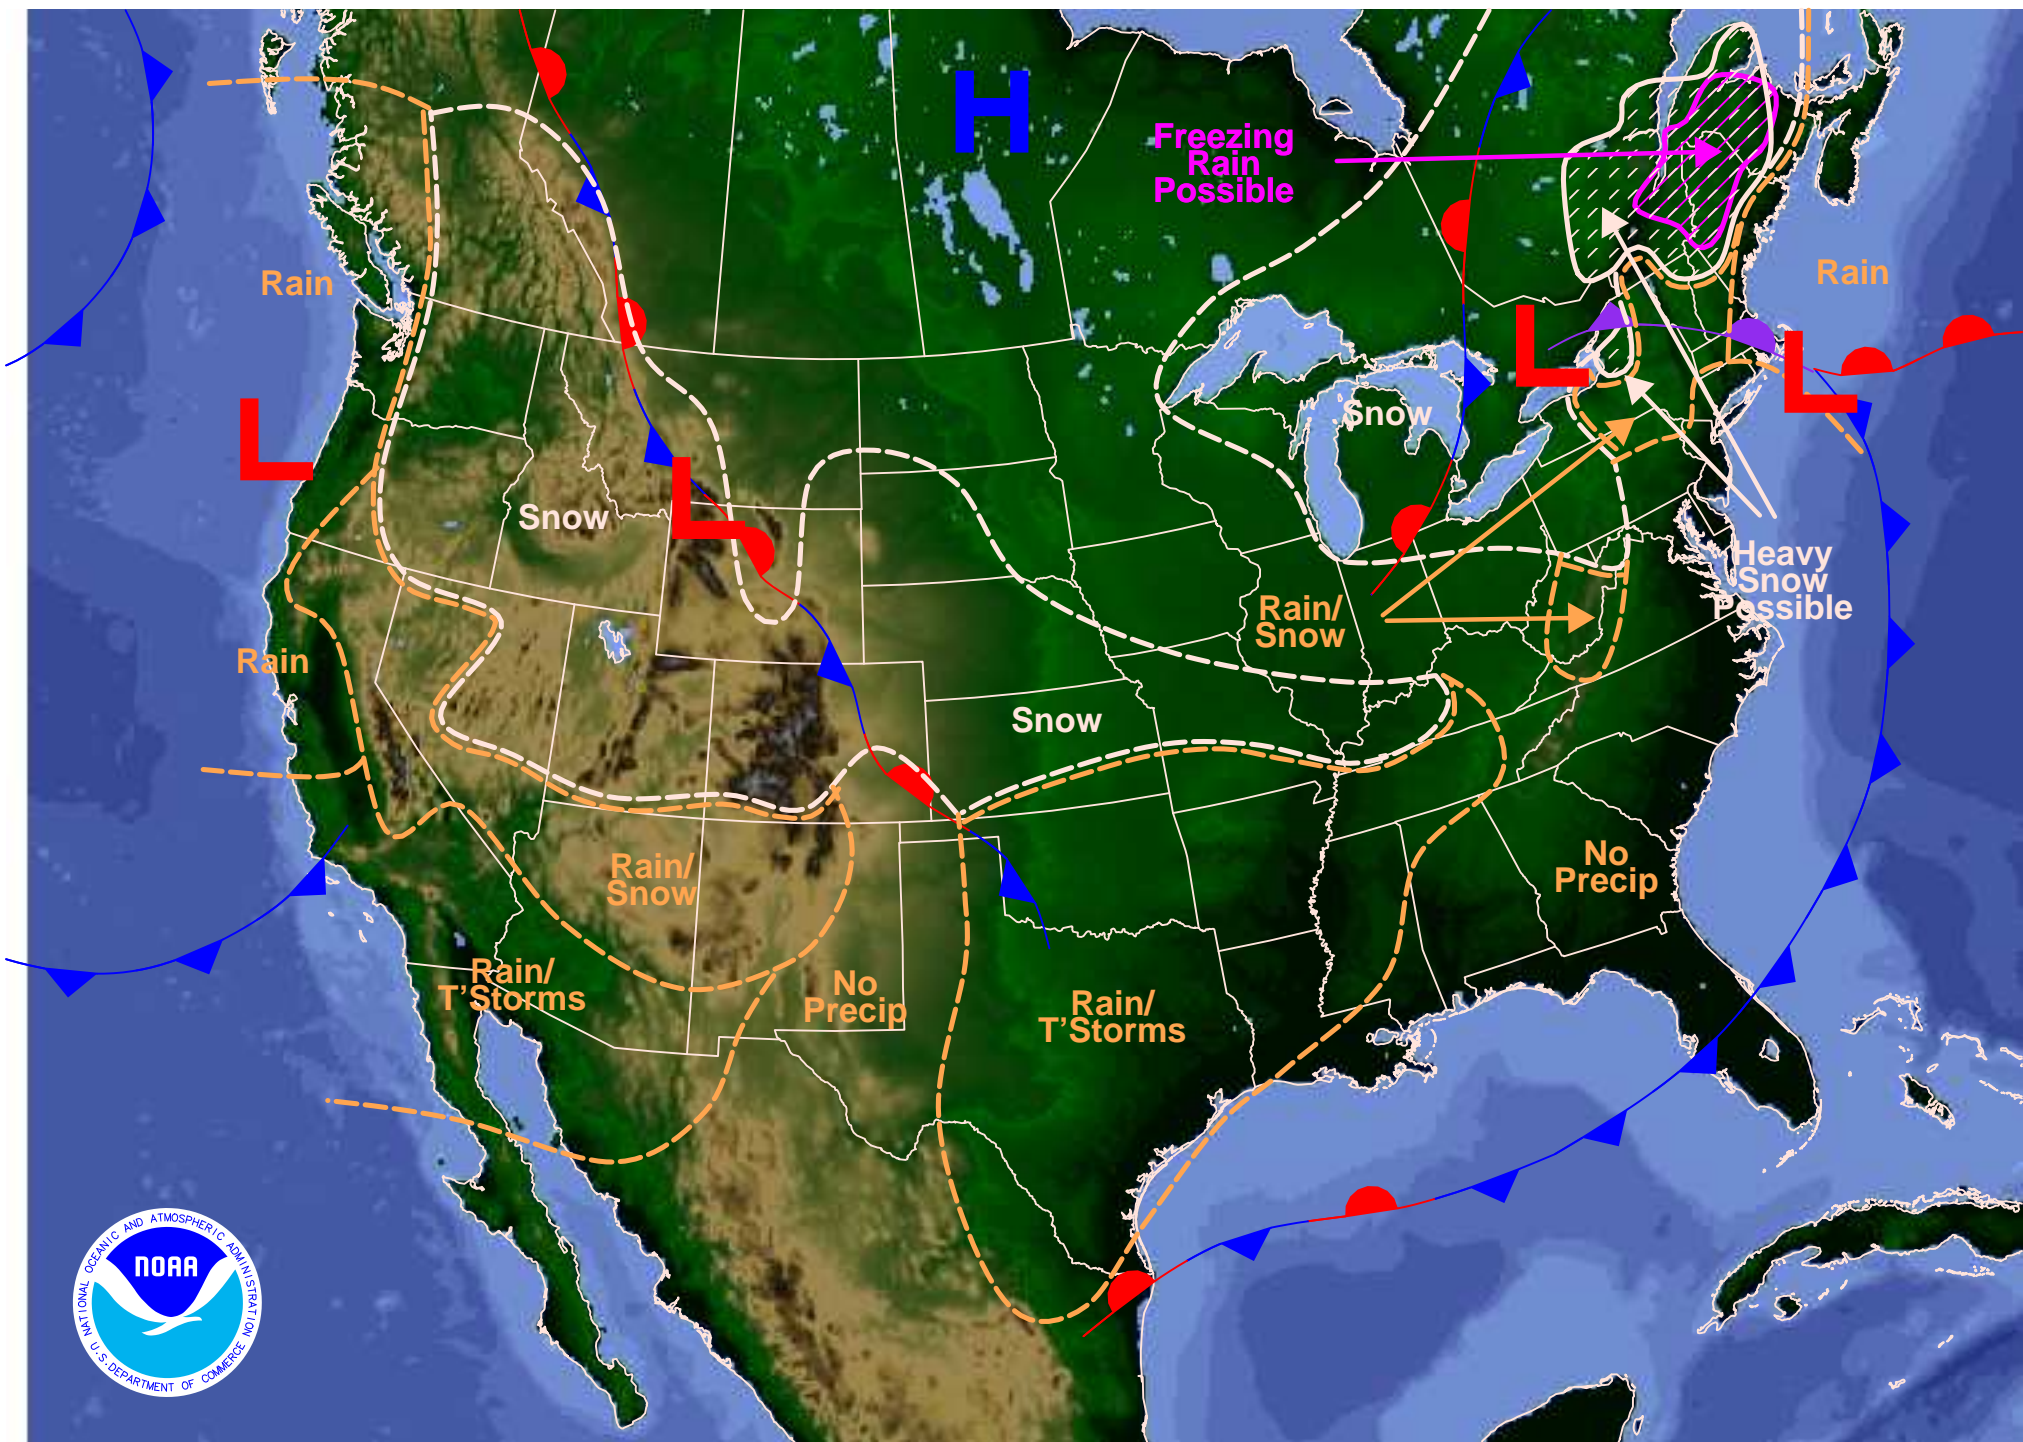 H
Freezing
Rain
Possible
Rain
Rain
L
L
L
Snow
L
Snow
Heavy
Snow
Possible
Rain/
Snow
Rain
Snow
Rain/
Snow
No
Precip
Rain/
T'Storms
No
Precip
Rain/
T'Storms
NATIONAL OCEANIC AND ATMOSPHERIC ADMINISTRATION
NOAA
U.S. DEPARTMENT OF COMMERCE